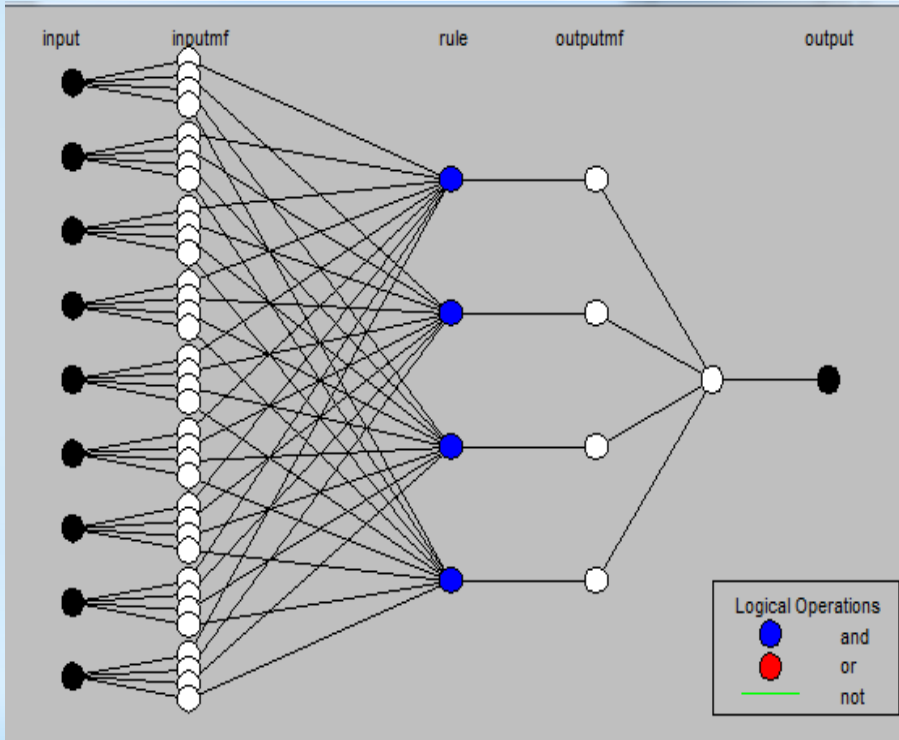 input inputmf rule outputmf output
Logical Operations
and
or
not